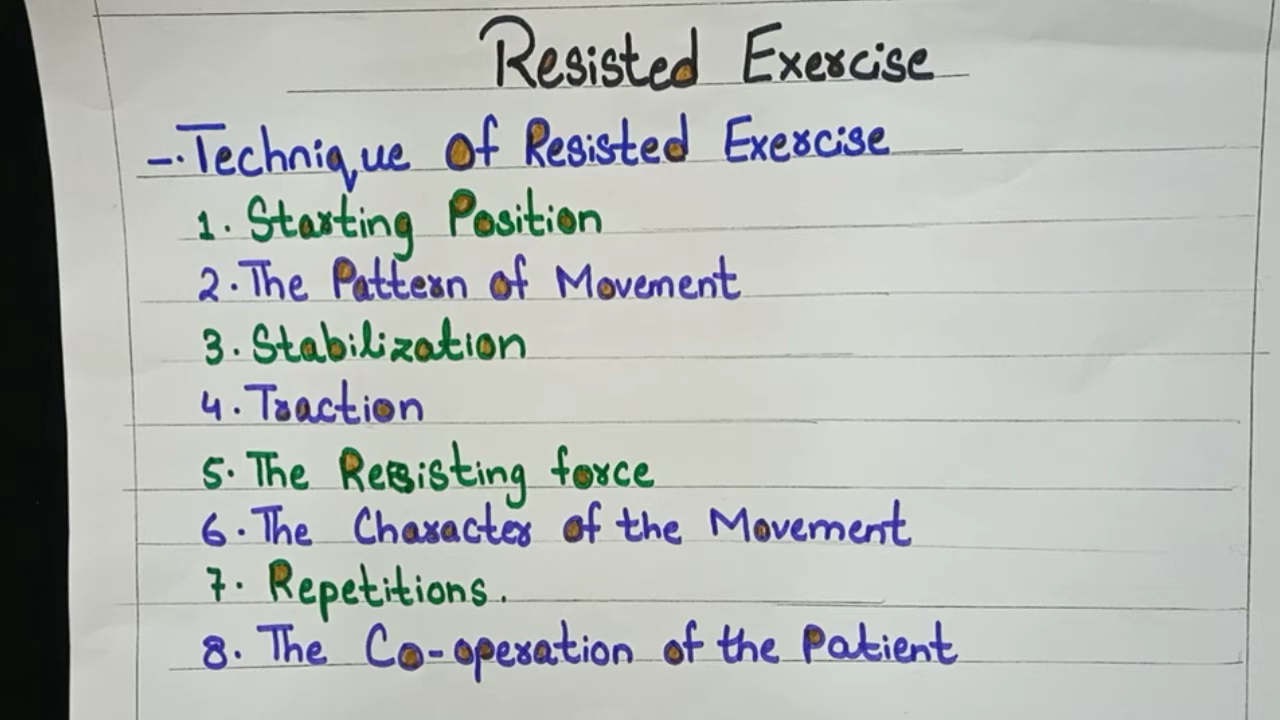 Resisted Exercise
-. Technique of Resisted Exercise
1. Starting Position
2. The Pattern of Movement
3. Stabilization
4. Traction
5. The Resisting force
6. The Character of the Movement
7. Repetitions.
8. The Co-operation of the Patient